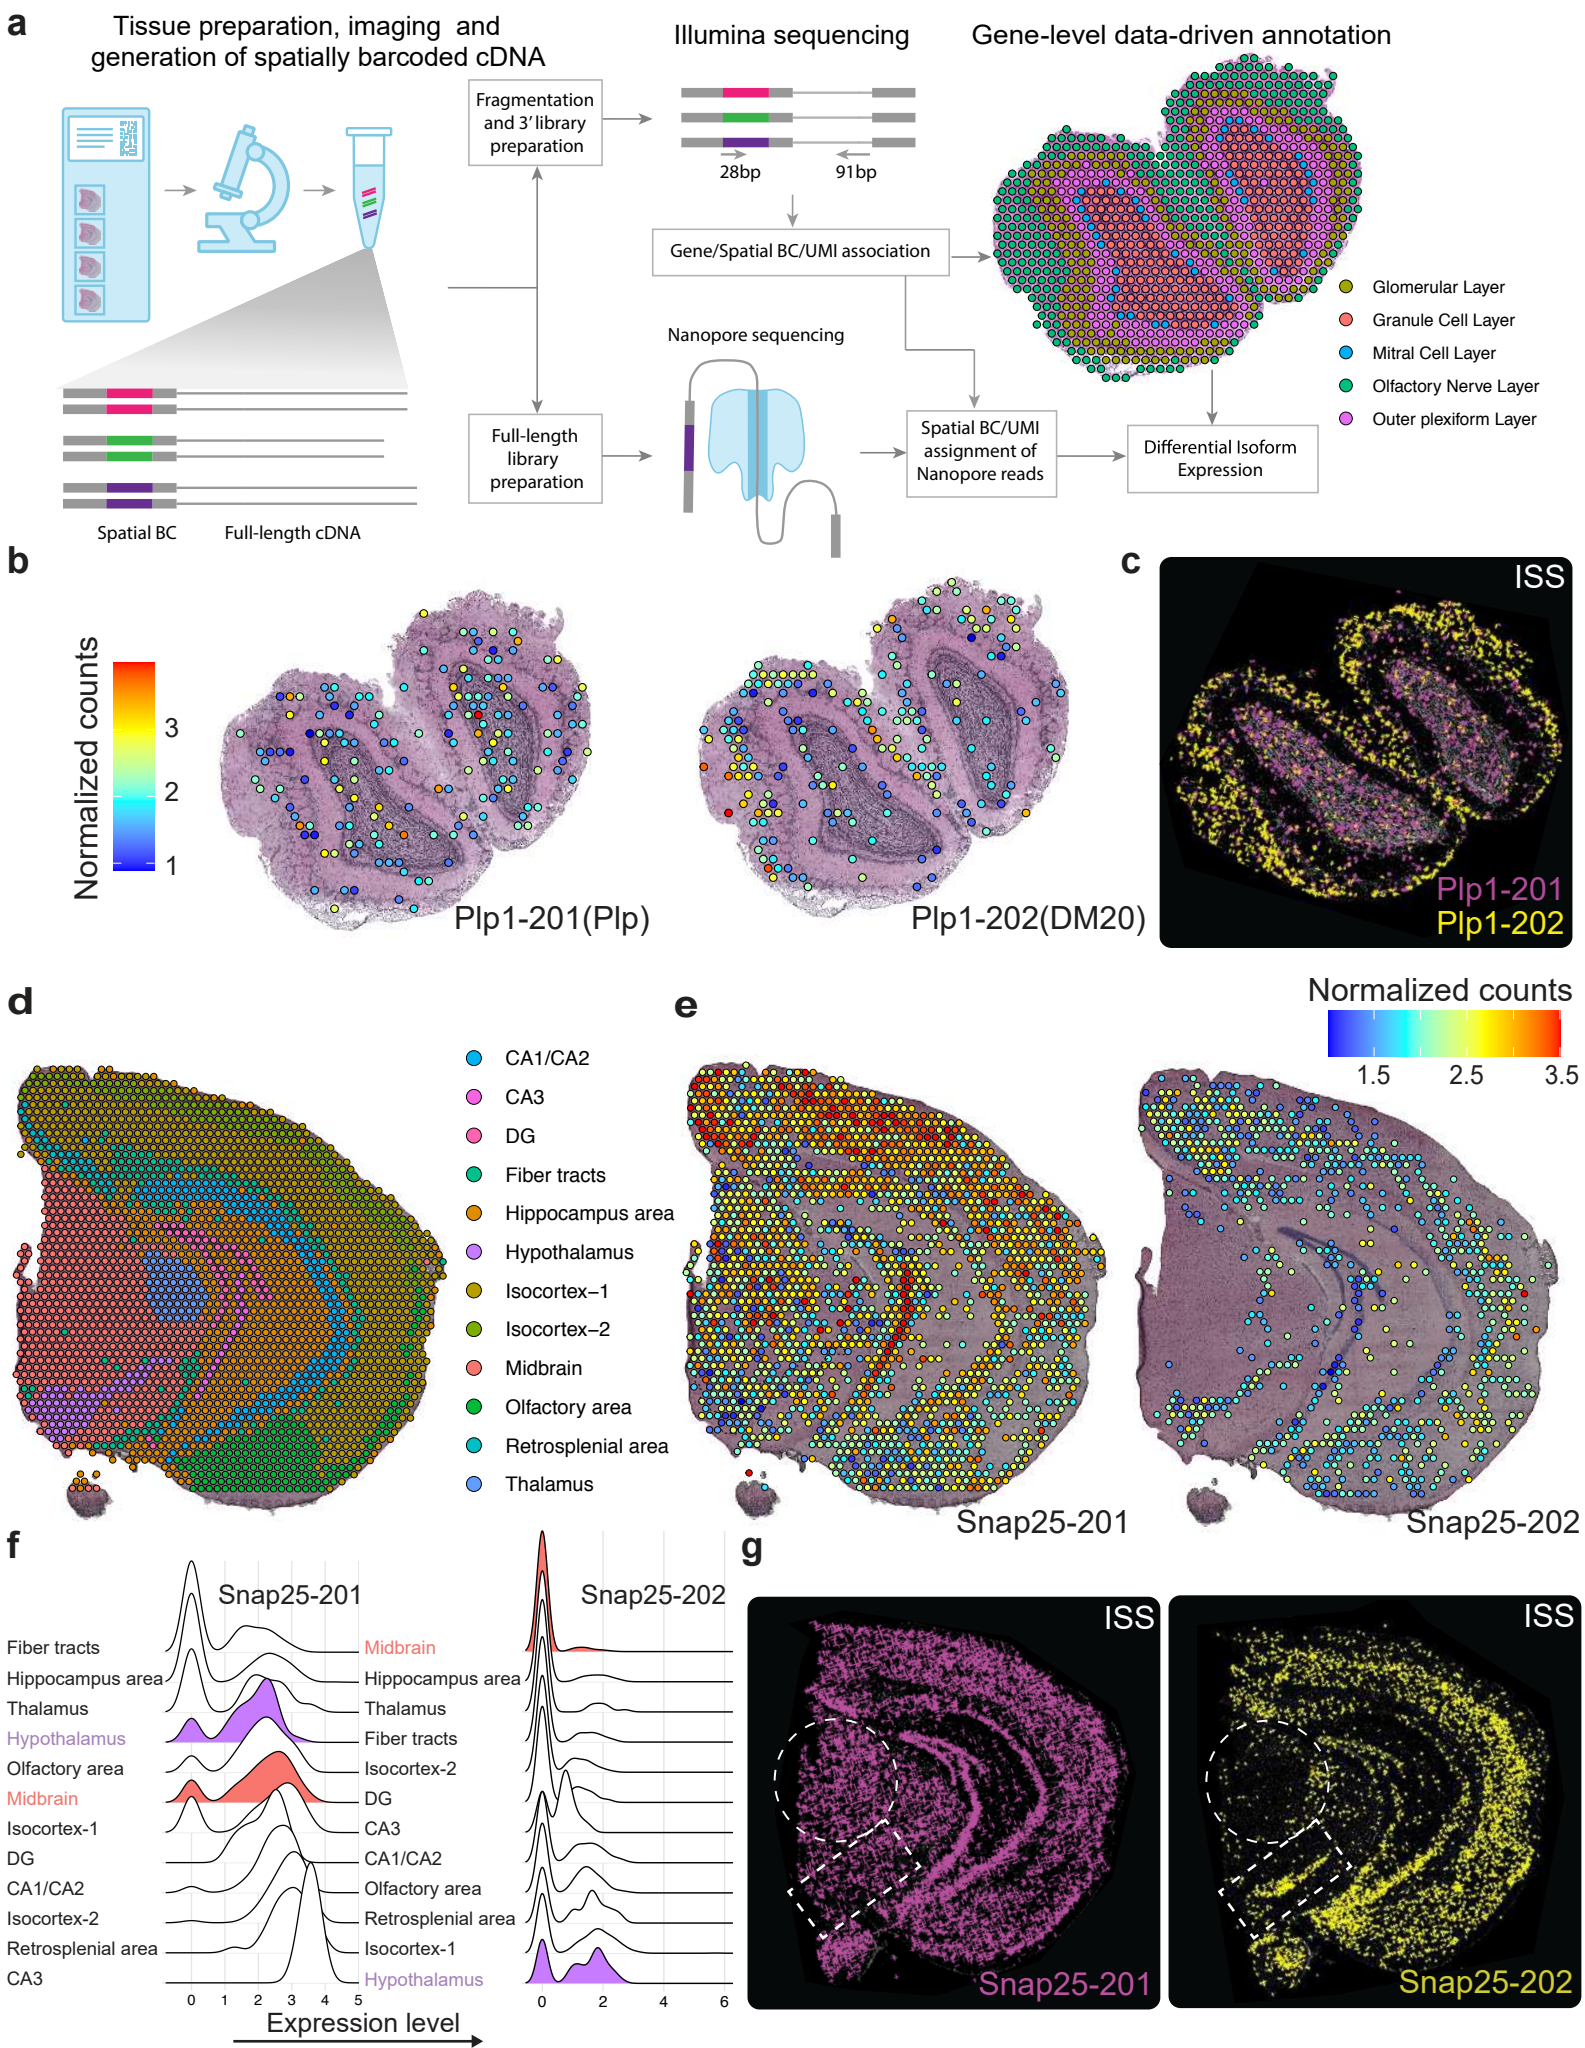 a
Tissue preparation, imaging and
generation of spatially barcoded cDNA
Illumina sequencing
Gene-level data-driven annotation
Fragmentation
and 3′ library
preparation
28bp
91bp
Gene/Spatial BC/UMI association
Glomerular Layer
Granule Cell Layer
Mitral Cell Layer
Olfactory Nerve Layer
Outer plexiform Layer
Nanopore sequencing
Full-length
library
preparation
Spatial BC/UMI
assignment of
Nanopore reads
Differential Isoform
Expression
Spatial BC
Full-length cDNA
b
Normalized counts
3
2
1
Plp1-201(Plp)
Plp1-202(DM20)
c
ISS
Plp1-201
Plp1-202
d
CA1/CA2
CA3
DG
Fiber tracts
Hippocampus area
Hypothalamus
Isocortex−1
Isocortex−2
Midbrain
Olfactory area
Retrosplenial area
Thalamus
e
Normalized counts
1.5
2.5
3.5
Snap25-201
Snap25-202
f
Snap25-201
Fiber tracts
Hippocampus area
Thalamus
Hypothalamus
Olfactory area
Midbrain
Isocortex-1
DG
CA1/CA2
Isocortex-2
Retrosplenial area
CA3
0 1 2 3 4 5
Snap25-202
Midbrain
Hippocampus area
Thalamus
Fiber tracts
Isocortex-2
DG
CA3
CA1/CA2
Olfactory area
Retrosplenial area
Isocortex-1
Hypothalamus
0 2 4 6
Expression level
g
ISS
Snap25-201
ISS
Snap25-202